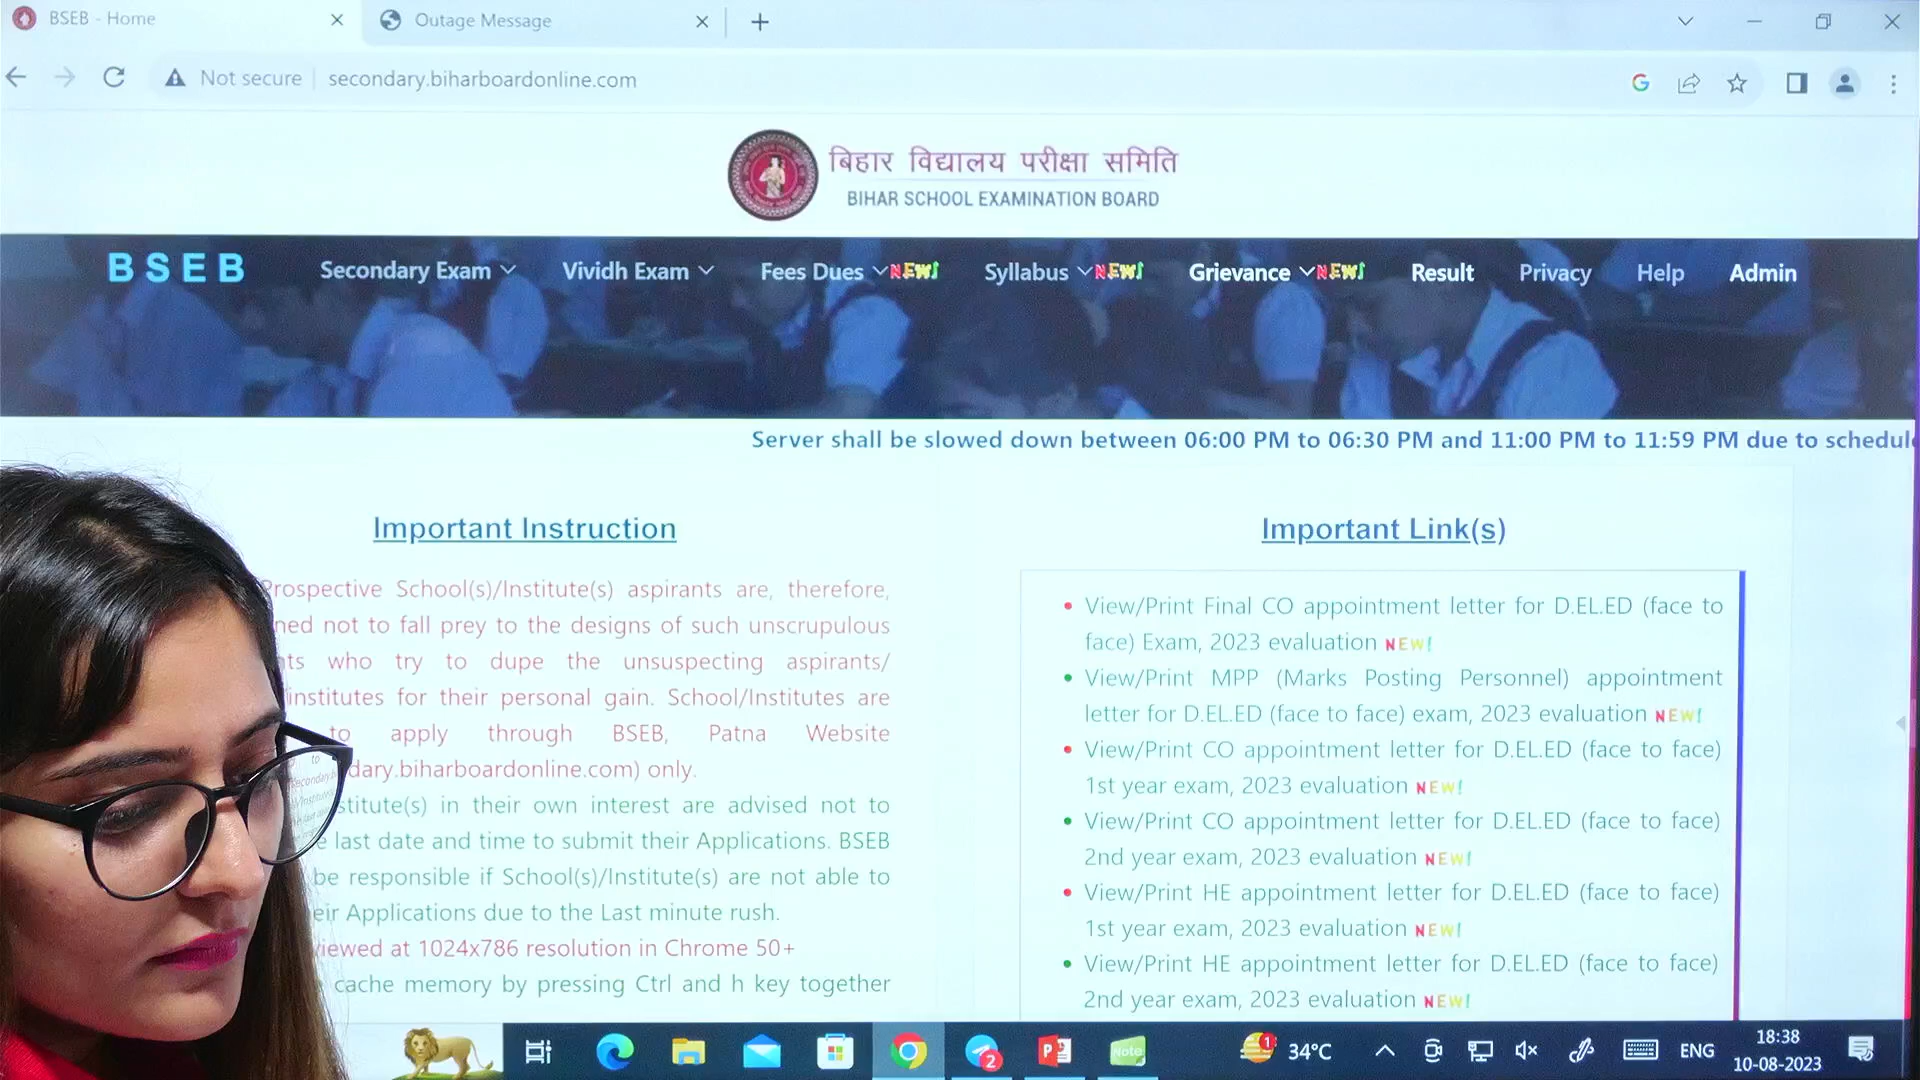 BSEB - Home
Outage Message
Not secure
secondary.biharboardonline.com
बिहार विद्यालय परीक्षा समिति
BIHAR SCHOOL EXAMINATION BOARD
BSEB
Secondary Exam
Vividh Exam
Fees Dues NEW!
Syllabus NEW!
Grievance NEW!
Result
Privacy
Help
Admin
Server shall be slowed down between 06:00 PM to 06:30 PM and 11:00 PM to 11:59 PM due to
Important Instruction
Prospective School(s)/Institute(s) aspirants are, therefore,
not to fall prey to the designs of such unscrupulous
who try to dupe the unsuspecting aspirants/
institutes for their personal gain. School/Institutes are
to apply through BSEB, Patna Website
dary.biharboardonline.com) only.
stitute(s) in their own interest are advised not to
last date and time to submit their Applications. BSEB
be responsible if School(s)/Institute(s) are not able to
eir Applications due to the Last minute rush.
viewed at 1024x786 resolution in Chrome 50+
cache memory by pressing Ctrl and h key together
Important Link(s)
View/Print Final CO appointment letter for D.EL.ED (face to
face) Exam, 2023 evaluation NEW!
View/Print MPP (Marks Posting Personnel) appointment
letter for D.EL.ED (face to face) exam, 2023 evaluation NEW!
View/Print CO appointment letter for D.EL.ED (face to face)
1st year exam, 2023 evaluation NEW!
View/Print CO appointment letter for D.EL.ED (face to face)
2nd year exam, 2023 evaluation NEW!
View/Print HE appointment letter for D.EL.ED (face to face)
1st year exam, 2023 evaluation NEW!
View/Print HE appointment letter for D.EL.ED (face to face)
2nd year exam, 2023 evaluation NEW!
2
Note
1
34°C
ENG
18:38
10-08-2023